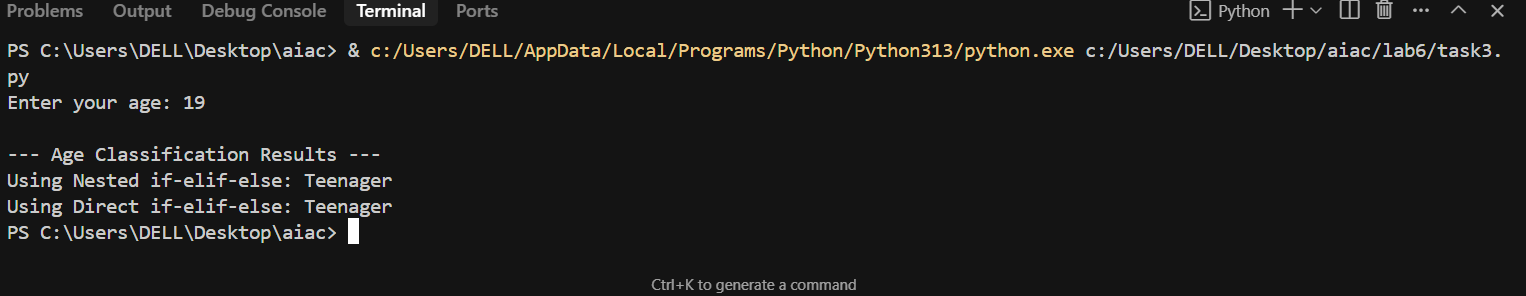 Problems Output Debug Console Terminal Ports Python
PS C:\Users\DELL\Desktop\aiac> & c:/Users/DELL/AppData/Local/Programs/Python/Python313/python.exe c:/Users/DELL/Desktop/aiac/lab6/task3.
py
Enter your age: 19
--- Age Classification Results ---
Using Nested if-elif-else: Teenager
Using Direct if-elif-else: Teenager
PS C:\Users\DELL\Desktop\aiac>
Ctrl+K to generate a command